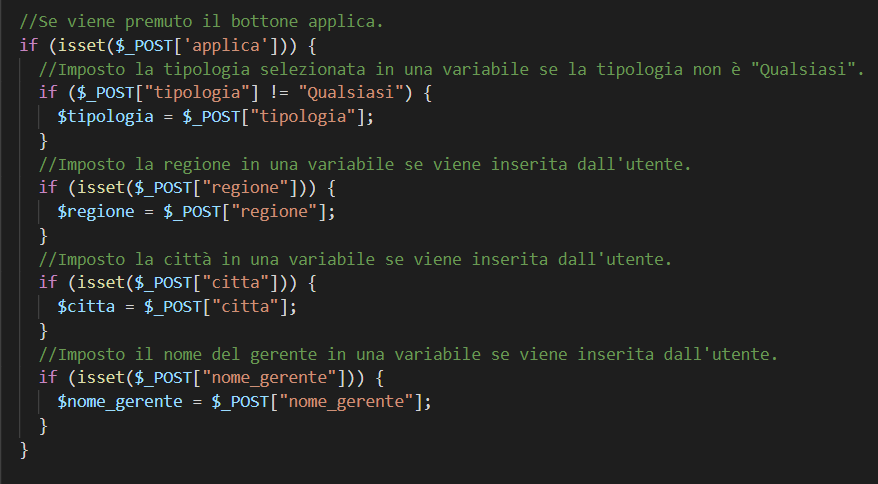 //Se viene premuto il bottone applica.
if (isset($_POST['applica'])) {
//Imposto la tipologia selezionata in una variabile se la tipologia non è "Qualsiasi".
if ($_POST["tipologia"] != "Qualsiasi") {
$tipologia = $_POST["tipologia"];
}
//Imposto la regione in una variabile se viene inserita dall'utente.
if (isset($_POST["regione"])) {
$regione = $_POST["regione"];
}
//Imposto la città in una variabile se viene inserita dall'utente.
if (isset($_POST["citta"])) {
$citta = $_POST["citta"];
}
//Imposto il nome del gerente in una variabile se viene inserita dall'utente.
if (isset($_POST["nome_gerente"])) {
$nome_gerente = $_POST["nome_gerente"];
}
}